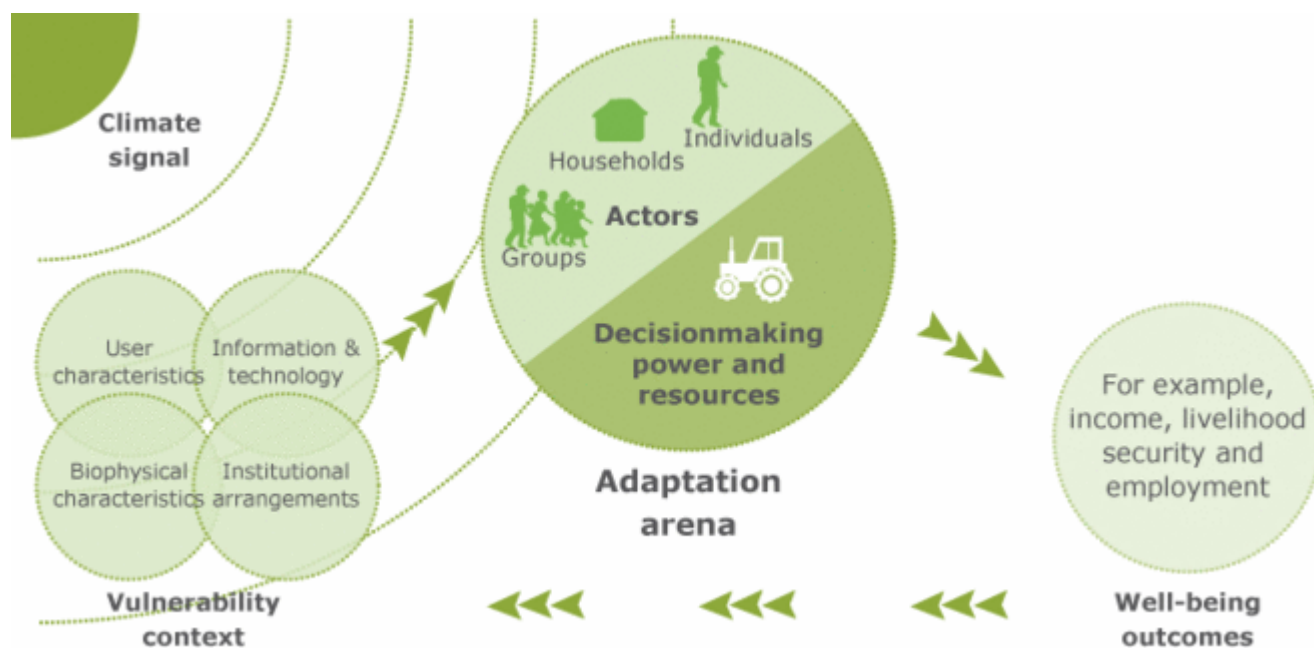 Climate
signal
User
characteristics
Information &
technology
Biophysical
characteristics
Institutional
arrangements
Vulnerability
context
Individuals
Households
Actors
Groups
Decisionmaking
power and
resources
Adaptation
arena
For example,
income, livelihood
security and
employment
Well-being
outcomes